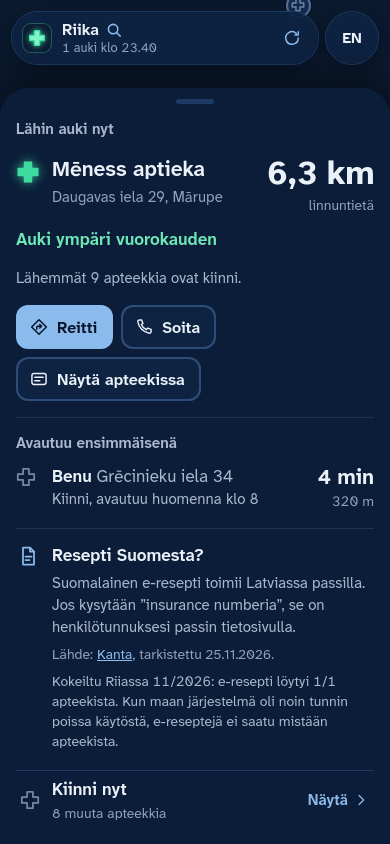 Riika
1 auki klo 23.40
EN
Lähin auki nyt
Mēness aptieka
6,3 km
Daugavas iela 29, Mārupe
linnuntietä
Auki ympäri vuorokauden
Lähemmät 9 apteekkia ovat kiinni.
Reitti
Soita
Näytä apteekissa
Avautuu ensimmäisenä
Benu Grēcinieku iela 34
4 min
Kiinni, avautuu huomenna klo 8
320 m
Resepti Suomesta?
Suomalainen e-resepti toimii Latviassa passilla.
Jos kysytään ”insurance numberia”, se on
henkilötunnuksesi passin tietosivulla.
Lähde: Kanta, tarkistettu 25.11.2026.
Kokeiltu Riiassa 11/2026: e-resepti löytyi 1/1
apteekista. Kun maan järjestelmä oli noin tunnin
poissa käytöstä, e-reseptejä ei saatu mistään
apteekista.
Kiinni nyt
Näytä
8 muuta apteekkia